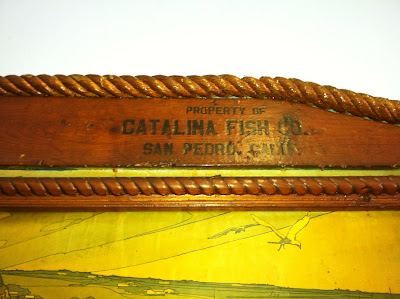 PROPERTY OF
CATALINA FISH CO.
SAN PEDRO, CALIF.